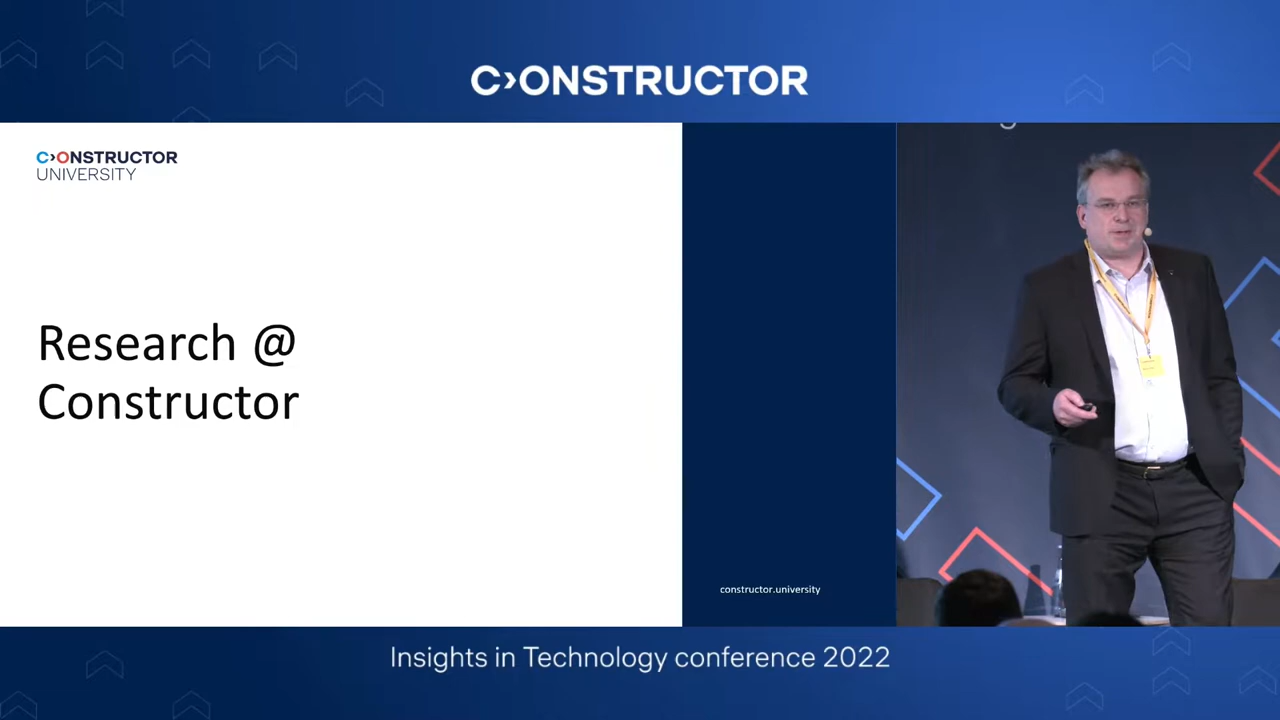 C›ONSTRUCTOR
C›ONSTRUCTOR
UNIVERSITY
Research @
Constructor
constructor.university
Insights in Technology conference 2022